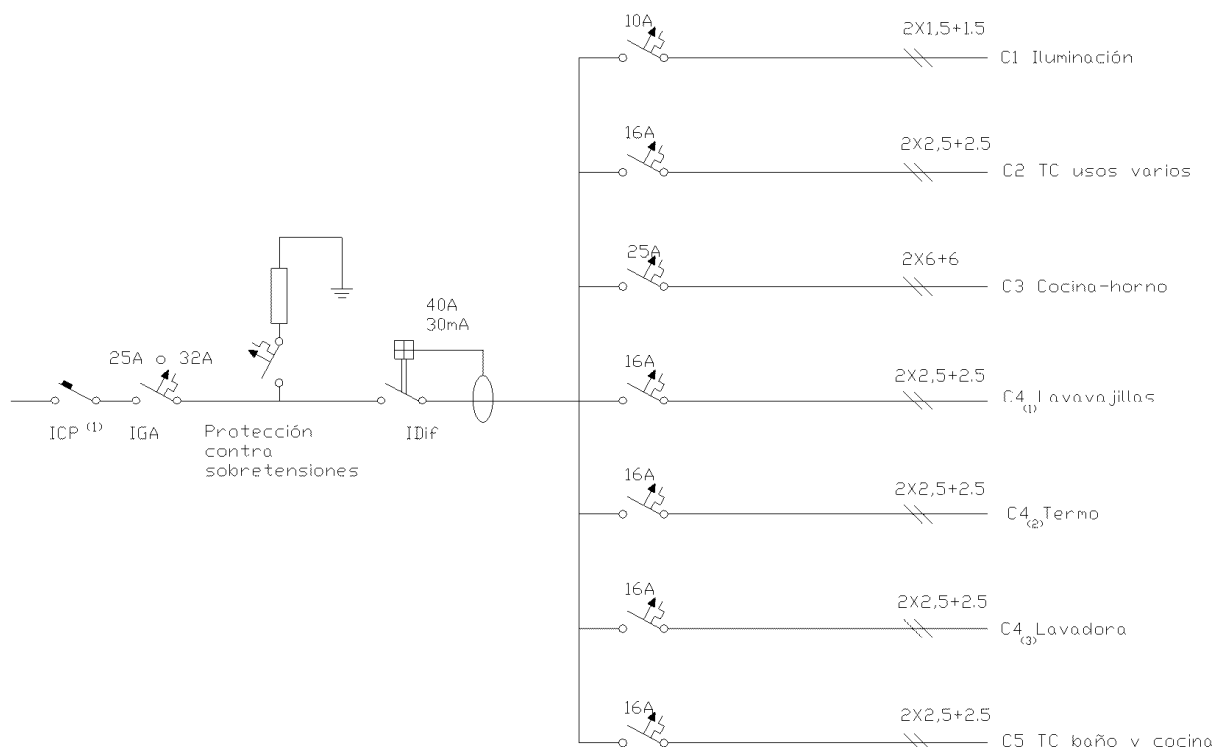 10A
2X1,5+1.5
C1 Iluminación
16A
2X2,5+2.5
C2 TC usos varios
25A
2X6+6
C3 Cocina-horno
40A
30mA
25A o 32A
ICP (1)
IGA
Protección
contra
sobretensiones
IDif
16A
2X2,5+2.5
C4 (1) Lavavajillas
16A
2X2,5+2.5
C4 (2) Termo
16A
2X2,5+2.5
C4 (3) Lavadora
16A
2X2,5+2.5
C5 TC baño y cocina